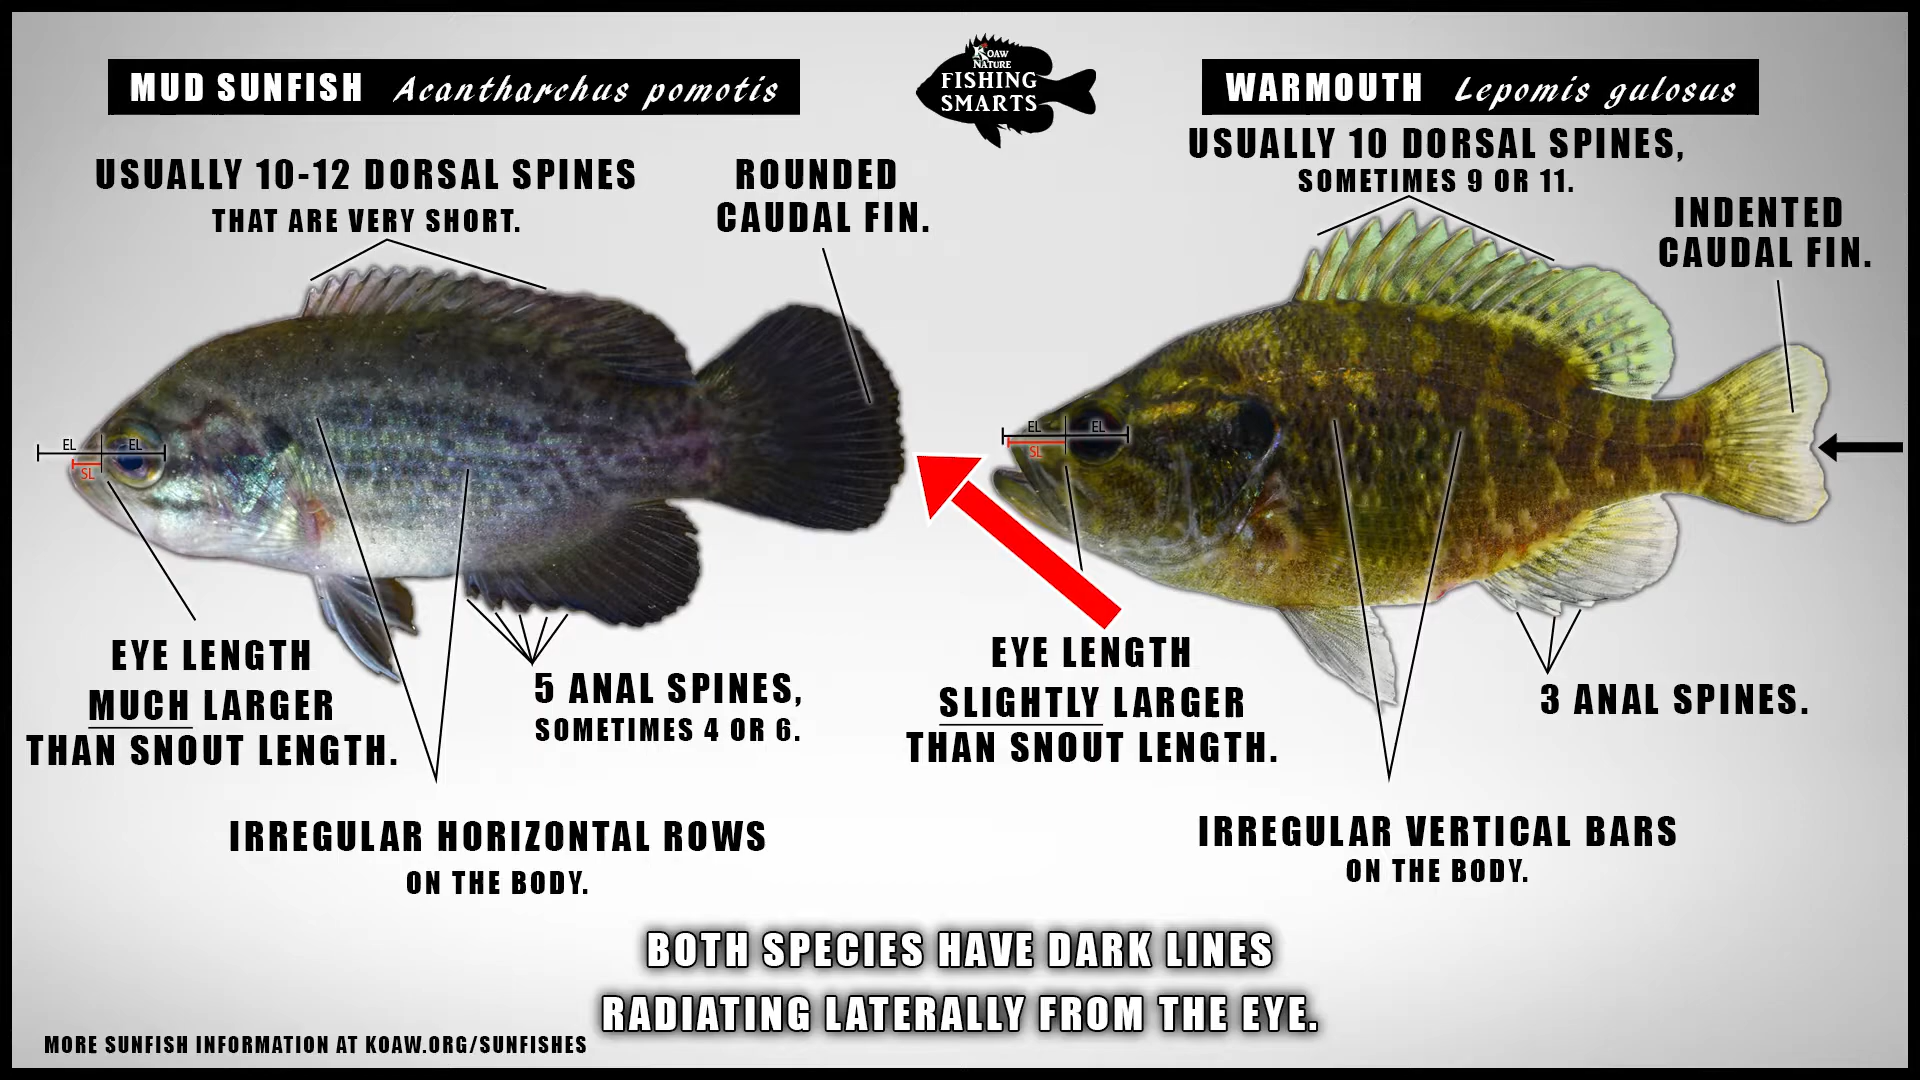 MUD SUNFISH Acantharchus pomotis
KOAW
NATURE
FISHING
SMARTS
WARMOUTH Lepomis gulosus
USUALLY 10-12 DORSAL SPINES
THAT ARE VERY SHORT.
ROUNDED
CAUDAL FIN.
USUALLY 10 DORSAL SPINES,
SOMETIMES 9 OR 11.
INDENTED
CAUDAL FIN.
EL EL
SL
EL EL
SL
EYE LENGTH
MUCH LARGER
THAN SNOUT LENGTH.
5 ANAL SPINES,
SOMETIMES 4 OR 6.
EYE LENGTH
SLIGHTLY LARGER
THAN SNOUT LENGTH.
3 ANAL SPINES.
IRREGULAR HORIZONTAL ROWS
ON THE BODY.
IRREGULAR VERTICAL BARS
ON THE BODY.
BOTH SPECIES HAVE DARK LINES
RADIATING LATERALLY FROM THE EYE.
MORE SUNFISH INFORMATION AT KOAW.ORG/SUNFISHES